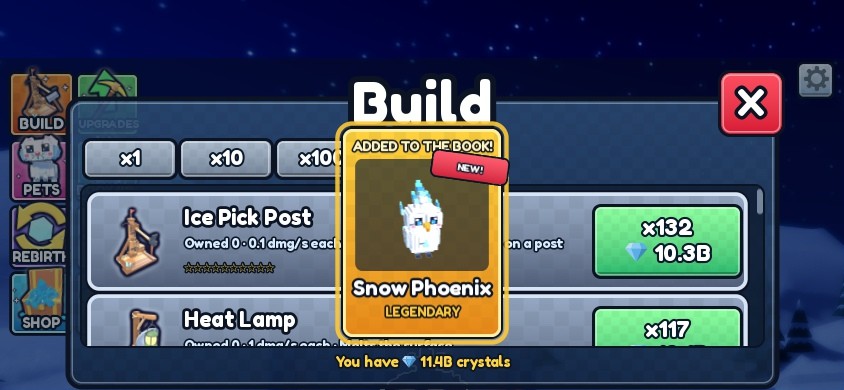 Build
BUILD
UPGRADES
PETS
REBIRTH
SHOP
x1
x10
x100
ADDED TO THE BOOK!
NEW!
Snow Phoenix
LEGENDARY
Ice Pick Post
Owned 0 · 0.1 dmg/s each
on a post
x132
10.3B
Heat Lamp
Owned 0 · 1 dmg/s each
x117
You have 11.4B crystals